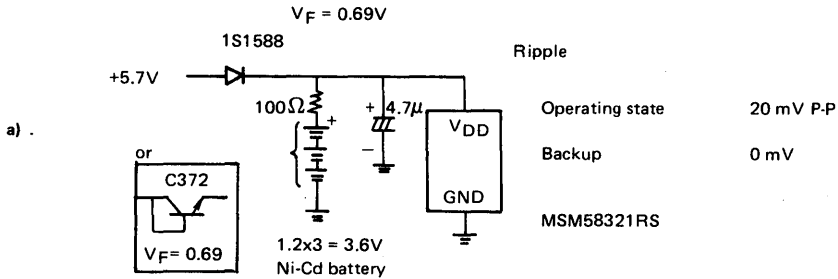 V_F = 0.69V
1S1588
Ripple
+5.7V
100Ω
+
+ 4.7μ
−
V_DD
GND
Operating state 20 mV P-P
a) .
Backup 0 mV
or
C372
V_F = 0.69
MSM58321RS
1.2x3 = 3.6V
Ni-Cd battery